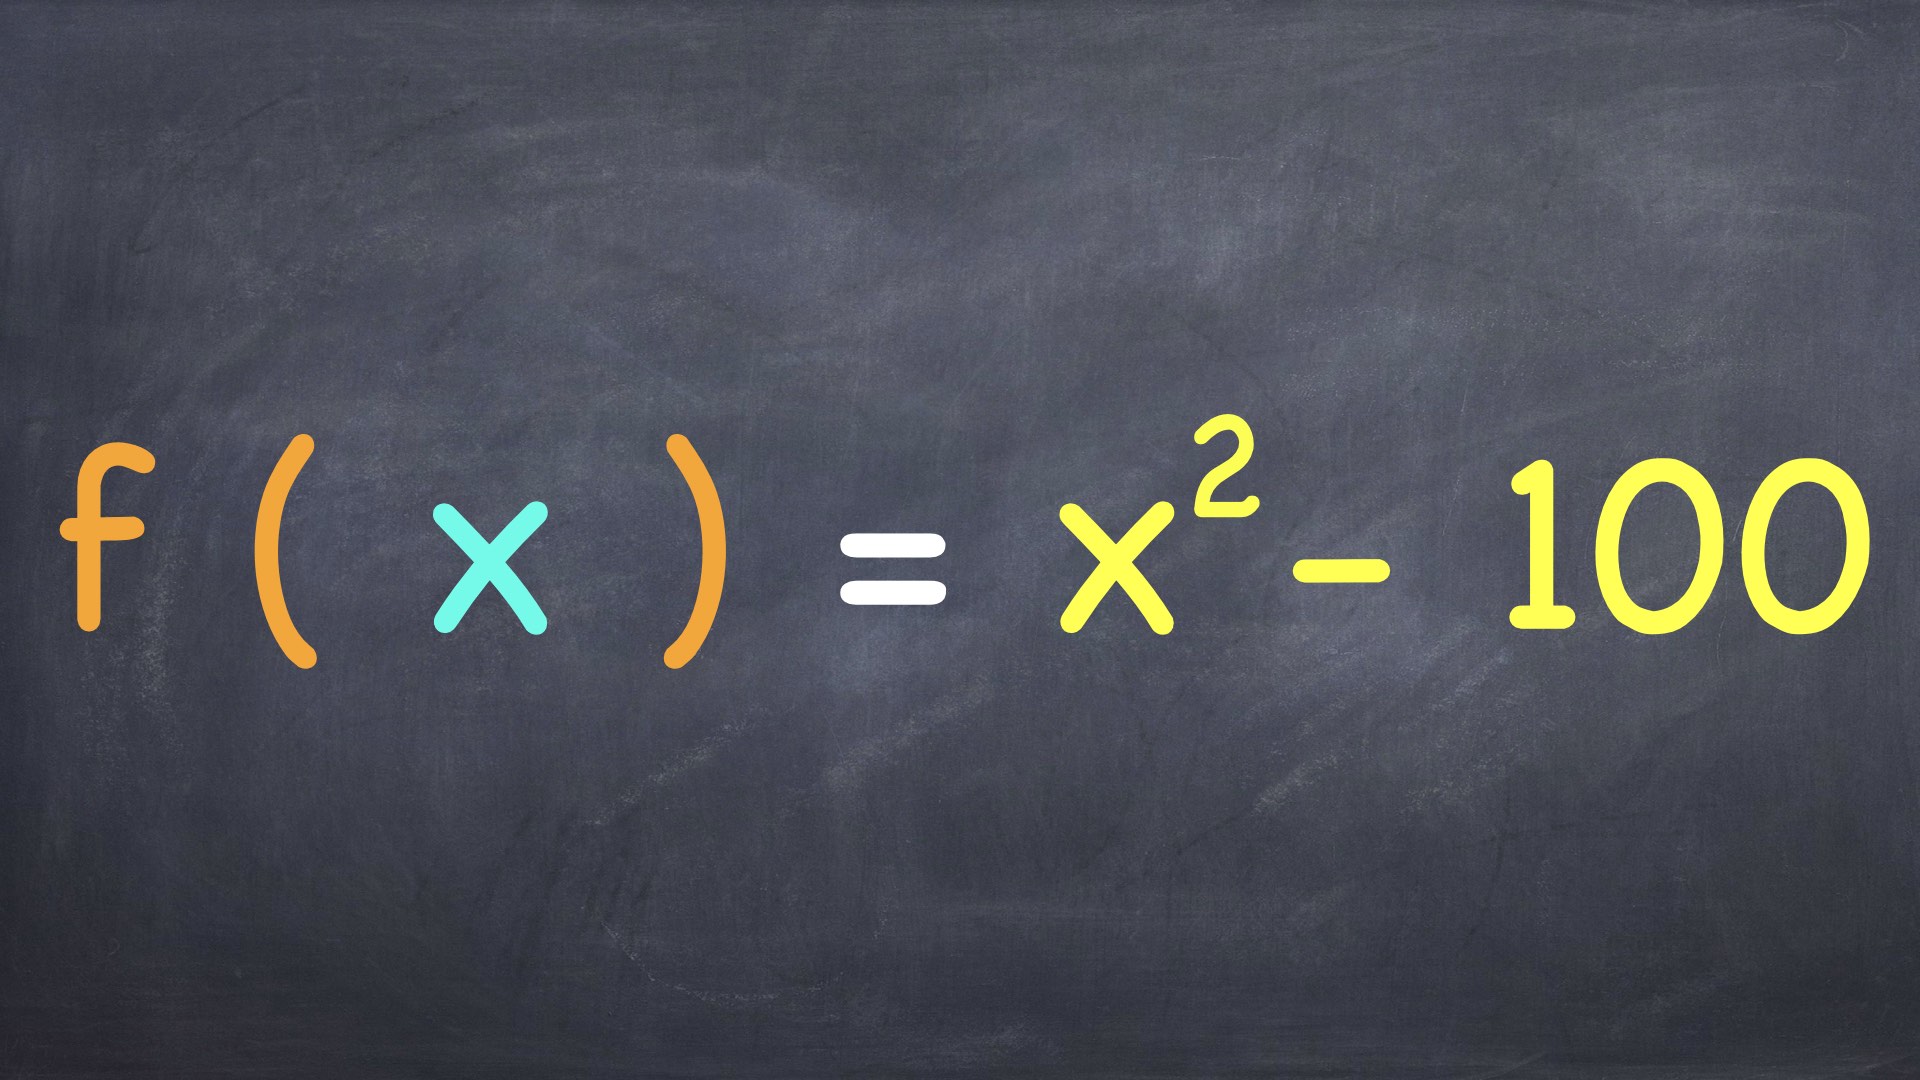 f ( x ) = x² - 100